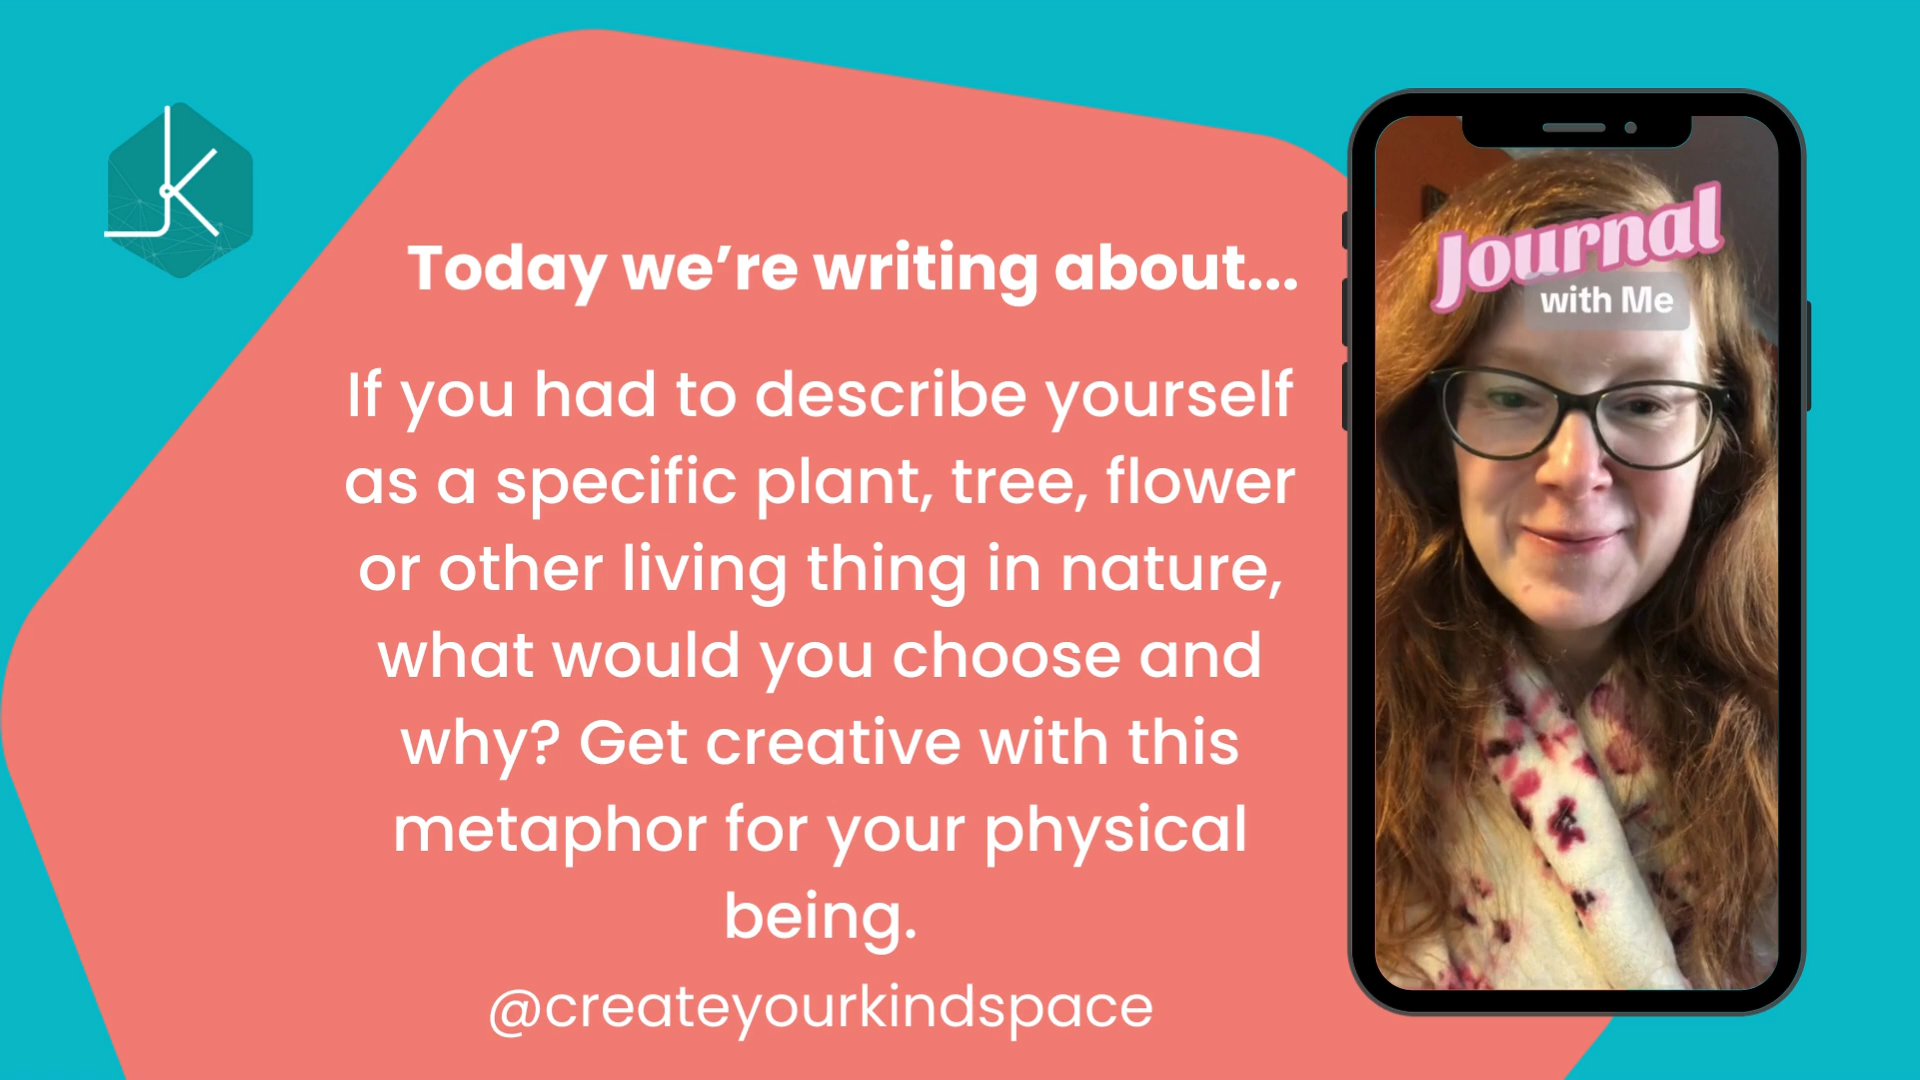 JK
Today we’re writing about...
If you had to describe yourself
as a specific plant, tree, flower
or other living thing in nature,
what would you choose and
why? Get creative with this
metaphor for your physical
being.
@createyourkindspace
Journal
with Me